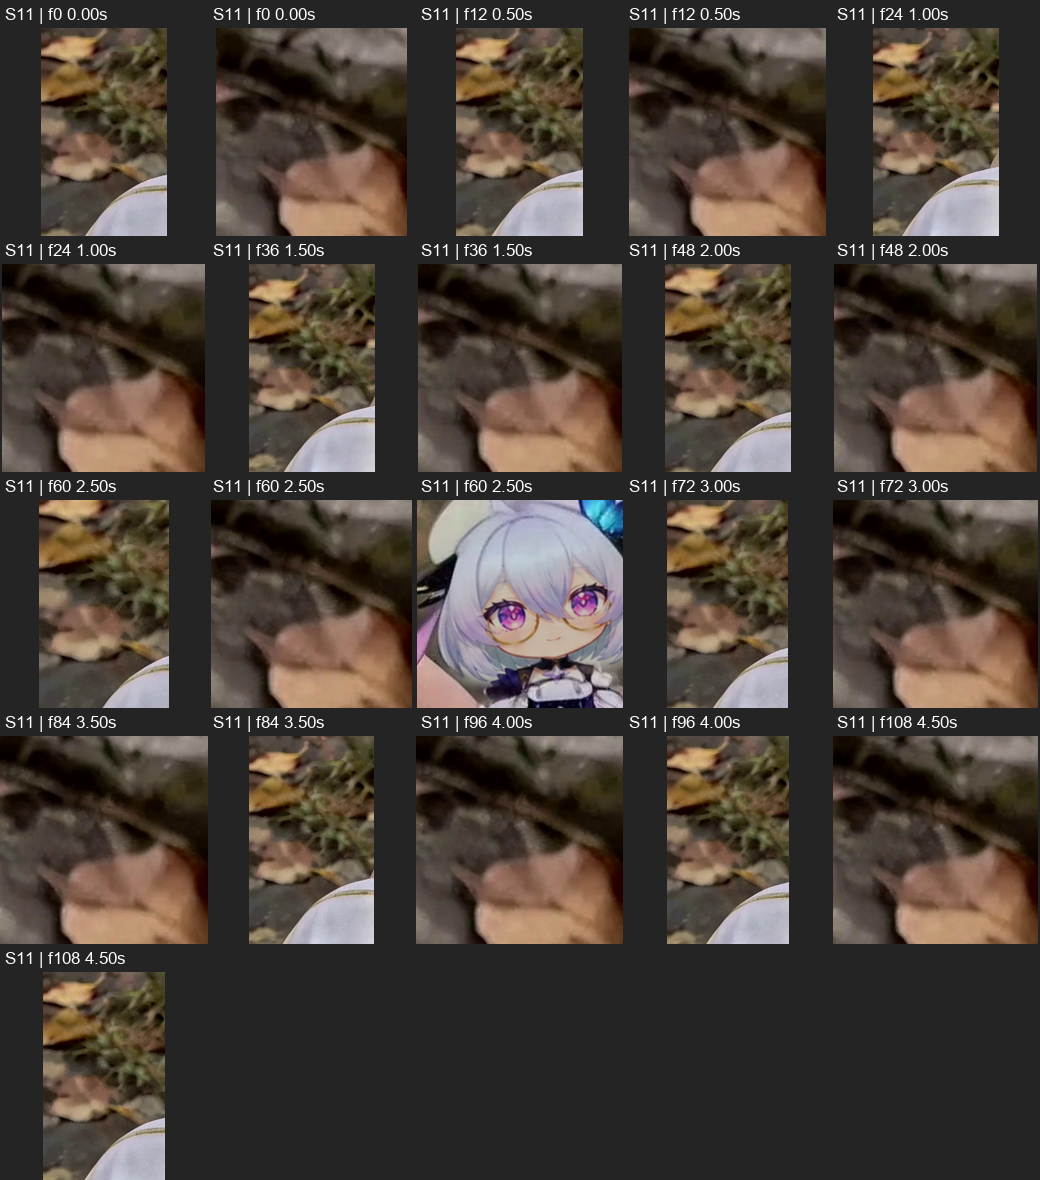 S11 | f0 0.00s
S11 | f0 0.00s
S11 | f12 0.50s
S11 | f12 0.50s
S11 | f24 1.00s
S11 | f24 1.00s
S11 | f36 1.50s
S11 | f36 1.50s
S11 | f48 2.00s
S11 | f48 2.00s
S11 | f60 2.50s
S11 | f60 2.50s
S11 | f60 2.50s
S11 | f72 3.00s
S11 | f72 3.00s
S11 | f84 3.50s
S11 | f84 3.50s
S11 | f96 4.00s
S11 | f96 4.00s
S11 | f108 4.50s
S11 | f108 4.50s